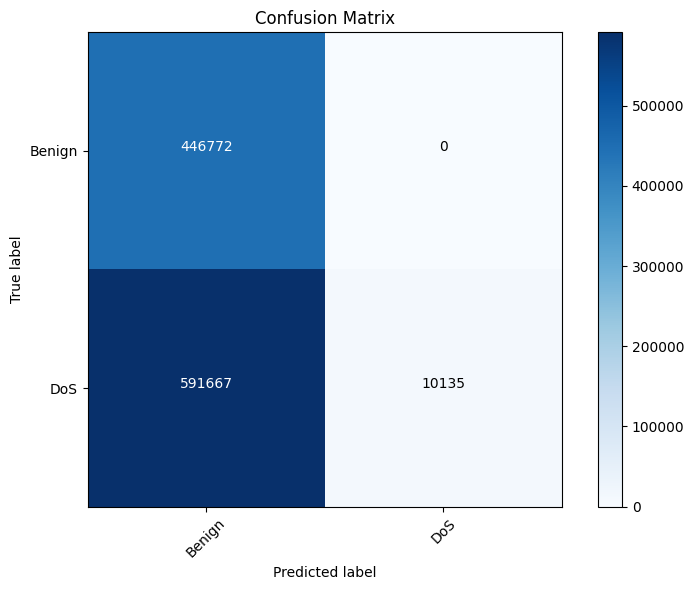 Confusion Matrix
True label
Benign
DoS
446772
0
591667
10135
Benign
DoS
Predicted label
500000
400000
300000
200000
100000
0